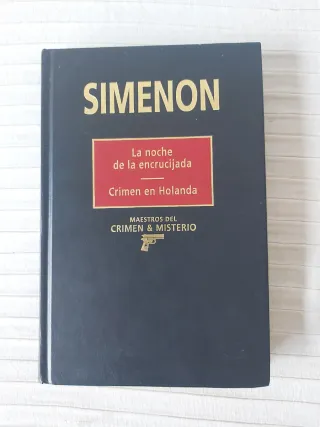 SIMENON
La noche
de la encrucijada
Crimen en Holanda
MAESTROS DEL
CRIMEN & MISTERIO